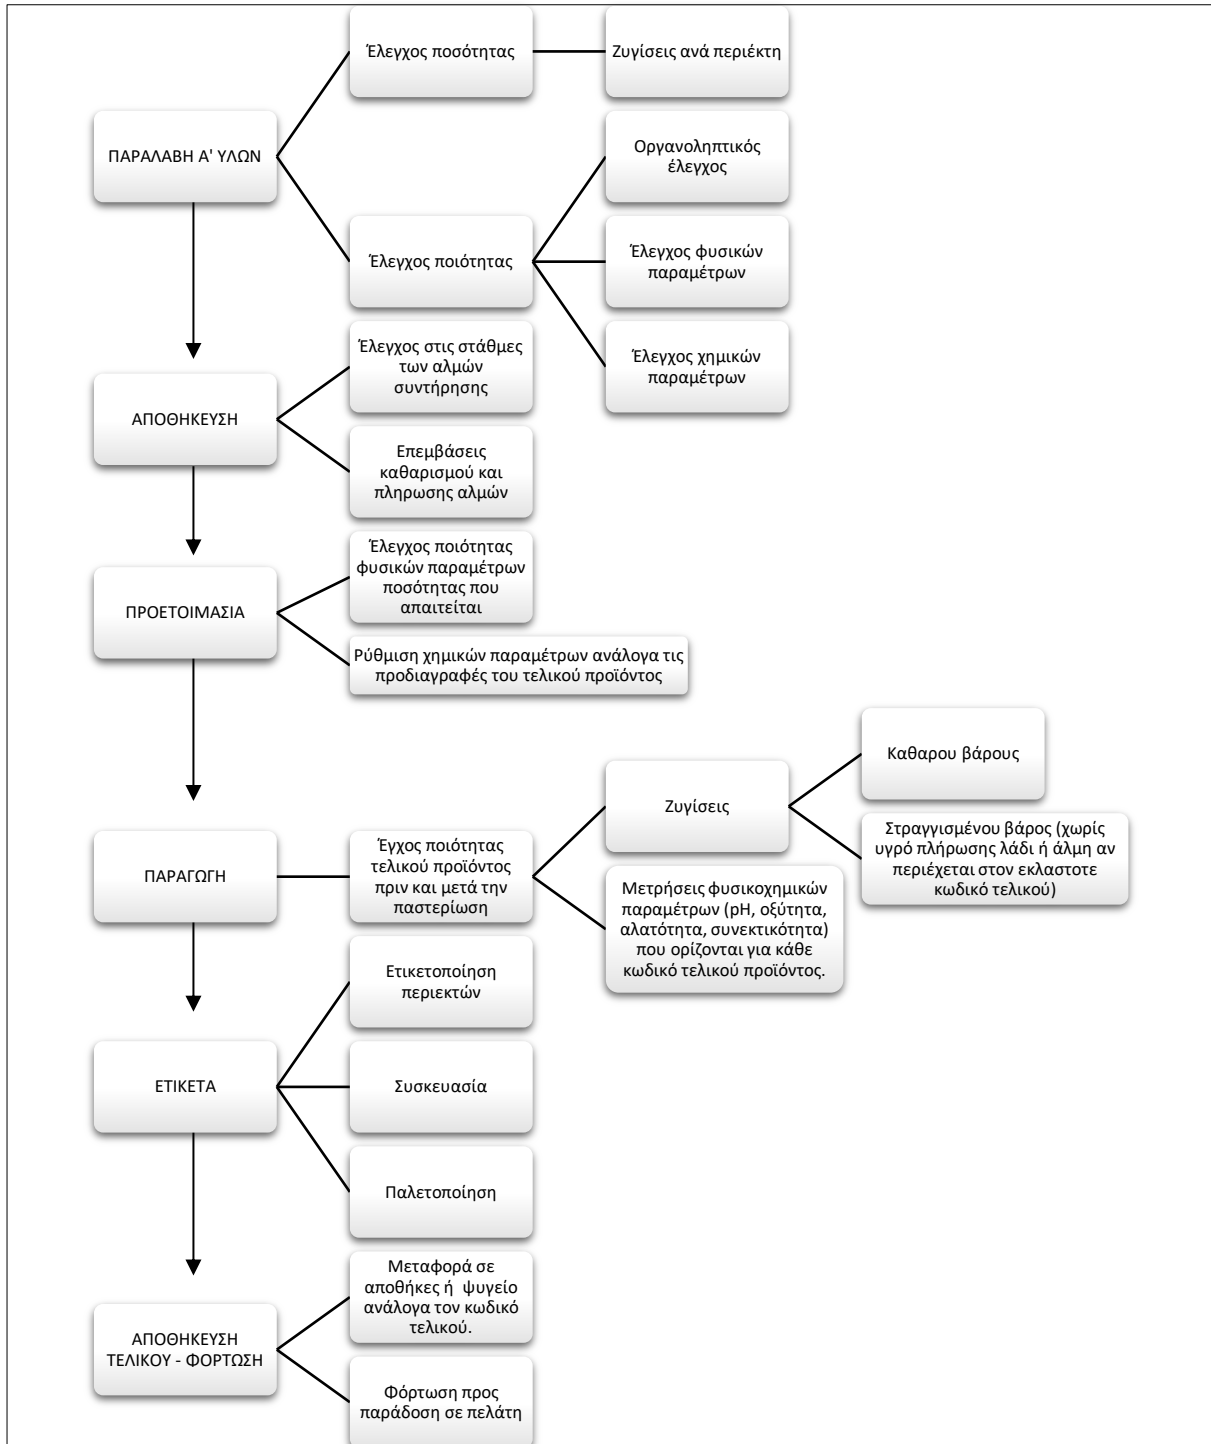 Έλεγχος ποσότητας
Ζυγίσεις ανά περιέκτη
ΠΑΡΑΛΑΒΗ Α' ΥΛΩΝ
Οργανοληπτικός
έλεγχος
Έλεγχος ποιότητας
Έλεγχος φυσικών
παραμέτρων
Έλεγχος χημικών
παραμέτρων
ΑΠΟΘΗΚΕΥΣΗ
Έλεγχος στις στάθμες
των αλμών
συντήρησης
Επεμβάσεις
καθαρισμού και
πληρωσης αλμών
ΠΡΟΕΤΟΙΜΑΣΙΑ
Έλεγχος ποιότητας
φυσικών παραμέτρων
ποσότητας που
απαιτείται
Ρύθμιση χημικών παραμέτρων ανάλογα τις
προδιαγραφές του τελικού προϊόντος
ΠΑΡΑΓΩΓΗ
Έγχος ποιότητας
τελικού προϊόντος
πριν και μετά την
παστερίωση
Ζυγίσεις
Καθαρου βάρους
Στραγγισμένου βάρος (χωρίς
υγρό πλήρωσης λάδι ή άλμη αν
περιέχεται στον εκλαστοτε
κωδικό τελικού)
Μετρήσεις φυσικοχημικών
παραμέτρων (pH, οξύτητα,
αλατότητα, συνεκτικότητα)
που ορίζονται για κάθε
κωδικό τελικού προϊόντος.
ΕΤΙΚΕΤΑ
Ετικετοποίηση
περιεκτών
Συσκευασία
Παλετοποίηση
ΑΠΟΘΗΚΕΥΣΗ
ΤΕΛΙΚΟΥ - ΦΟΡΤΩΣΗ
Μεταφορά σε
αποθήκες ή  ψυγείο
ανάλογα τον κωδικό
τελικού.
Φόρτωση προς
παράδοση σε πελάτη